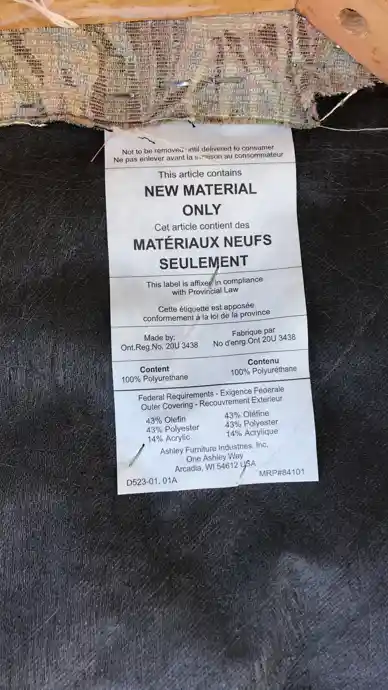 Not to be removed until delivered to consumer
Ne pas enlever avant la livraison au consommateur
This article contains
NEW MATERIAL
ONLY
Cet article contient des
MATÉRIAUX NEUFS
SEULEMENT
This label is affixed in compliance
with Provincial Law
Cette étiquette est apposée
conformément à la loi de la province
Made by:
Ont.Reg.No. 20U 3438
Fabrique par
No d'enrg.Ont 20U 3438
Content
100% Polyurethane
Contenu
100% Polyuréthane
Federal Requirements - Exigence Féderale
Outer Covering - Recouvrement Exterieur
43% Olefin
43% Polyester
14% Acrylic
43% Oléfine
43% Polyester
14% Acrylique
Ashley Furniture Industries, Inc.
One Ashley Way
Arcadia, WI 54612 USA
D523-01. 01A
MRP#84101